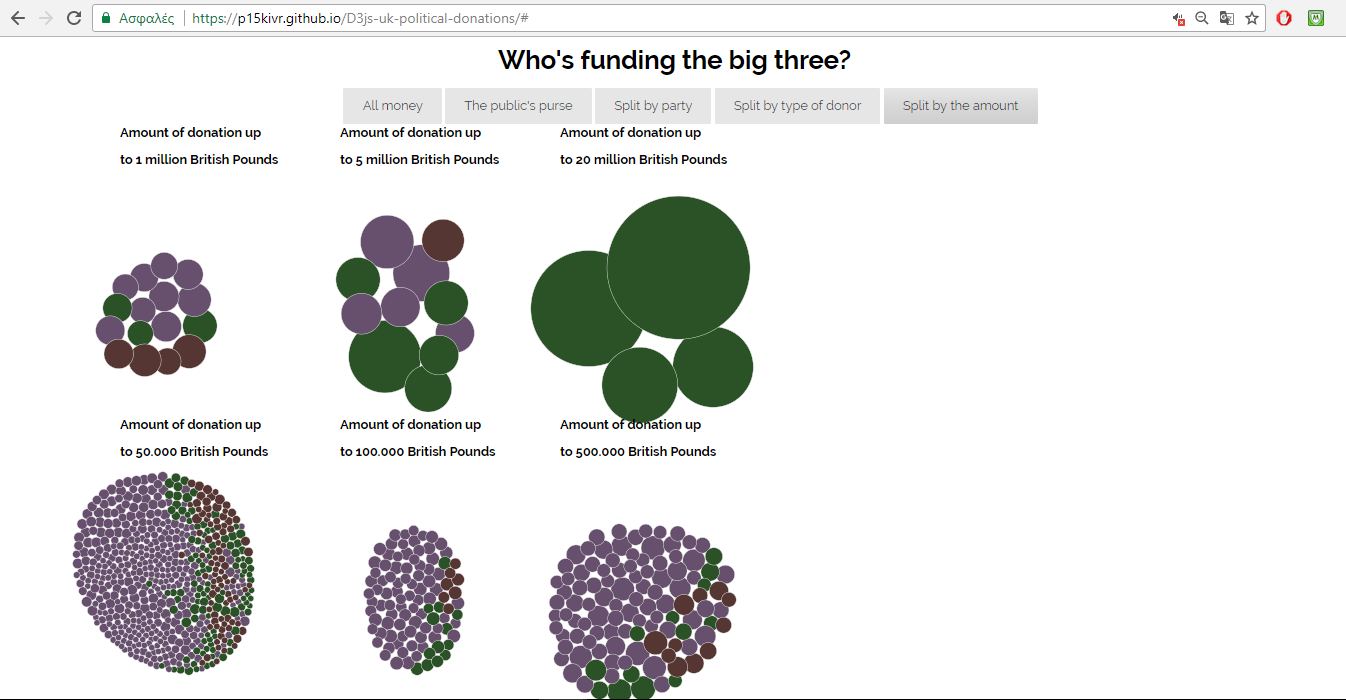 Ασφαλές https://p15kivr.github.io/D3js-uk-political-donations/#
Who's funding the big three?
All money The public's purse Split by party Split by type of donor Split by the amount
Amount of donation up Amount of donation up Amount of donation up
to 1 million British Pounds to 5 million British Pounds to 20 million British Pounds
Amount of donation up Amount of donation up Amount of donation up
to 50.000 British Pounds to 100.000 British Pounds to 500.000 British Pounds